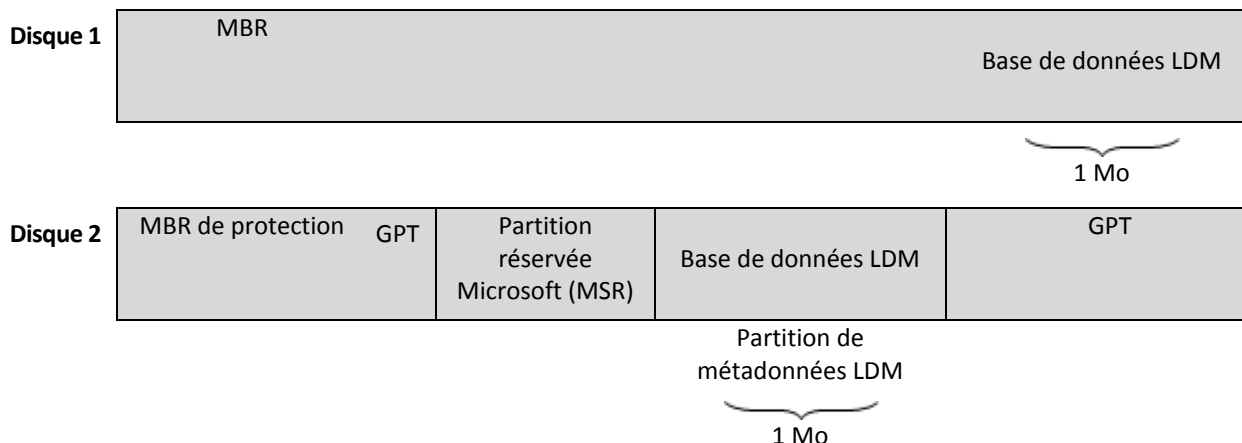 Disque 1
MBR
Base de données LDM
1 Mo
Disque 2
MBR de protection
GPT
Partition
réservée
Microsoft (MSR)
Base de données LDM
GPT
Partition de
métadonnées LDM
1 Mo